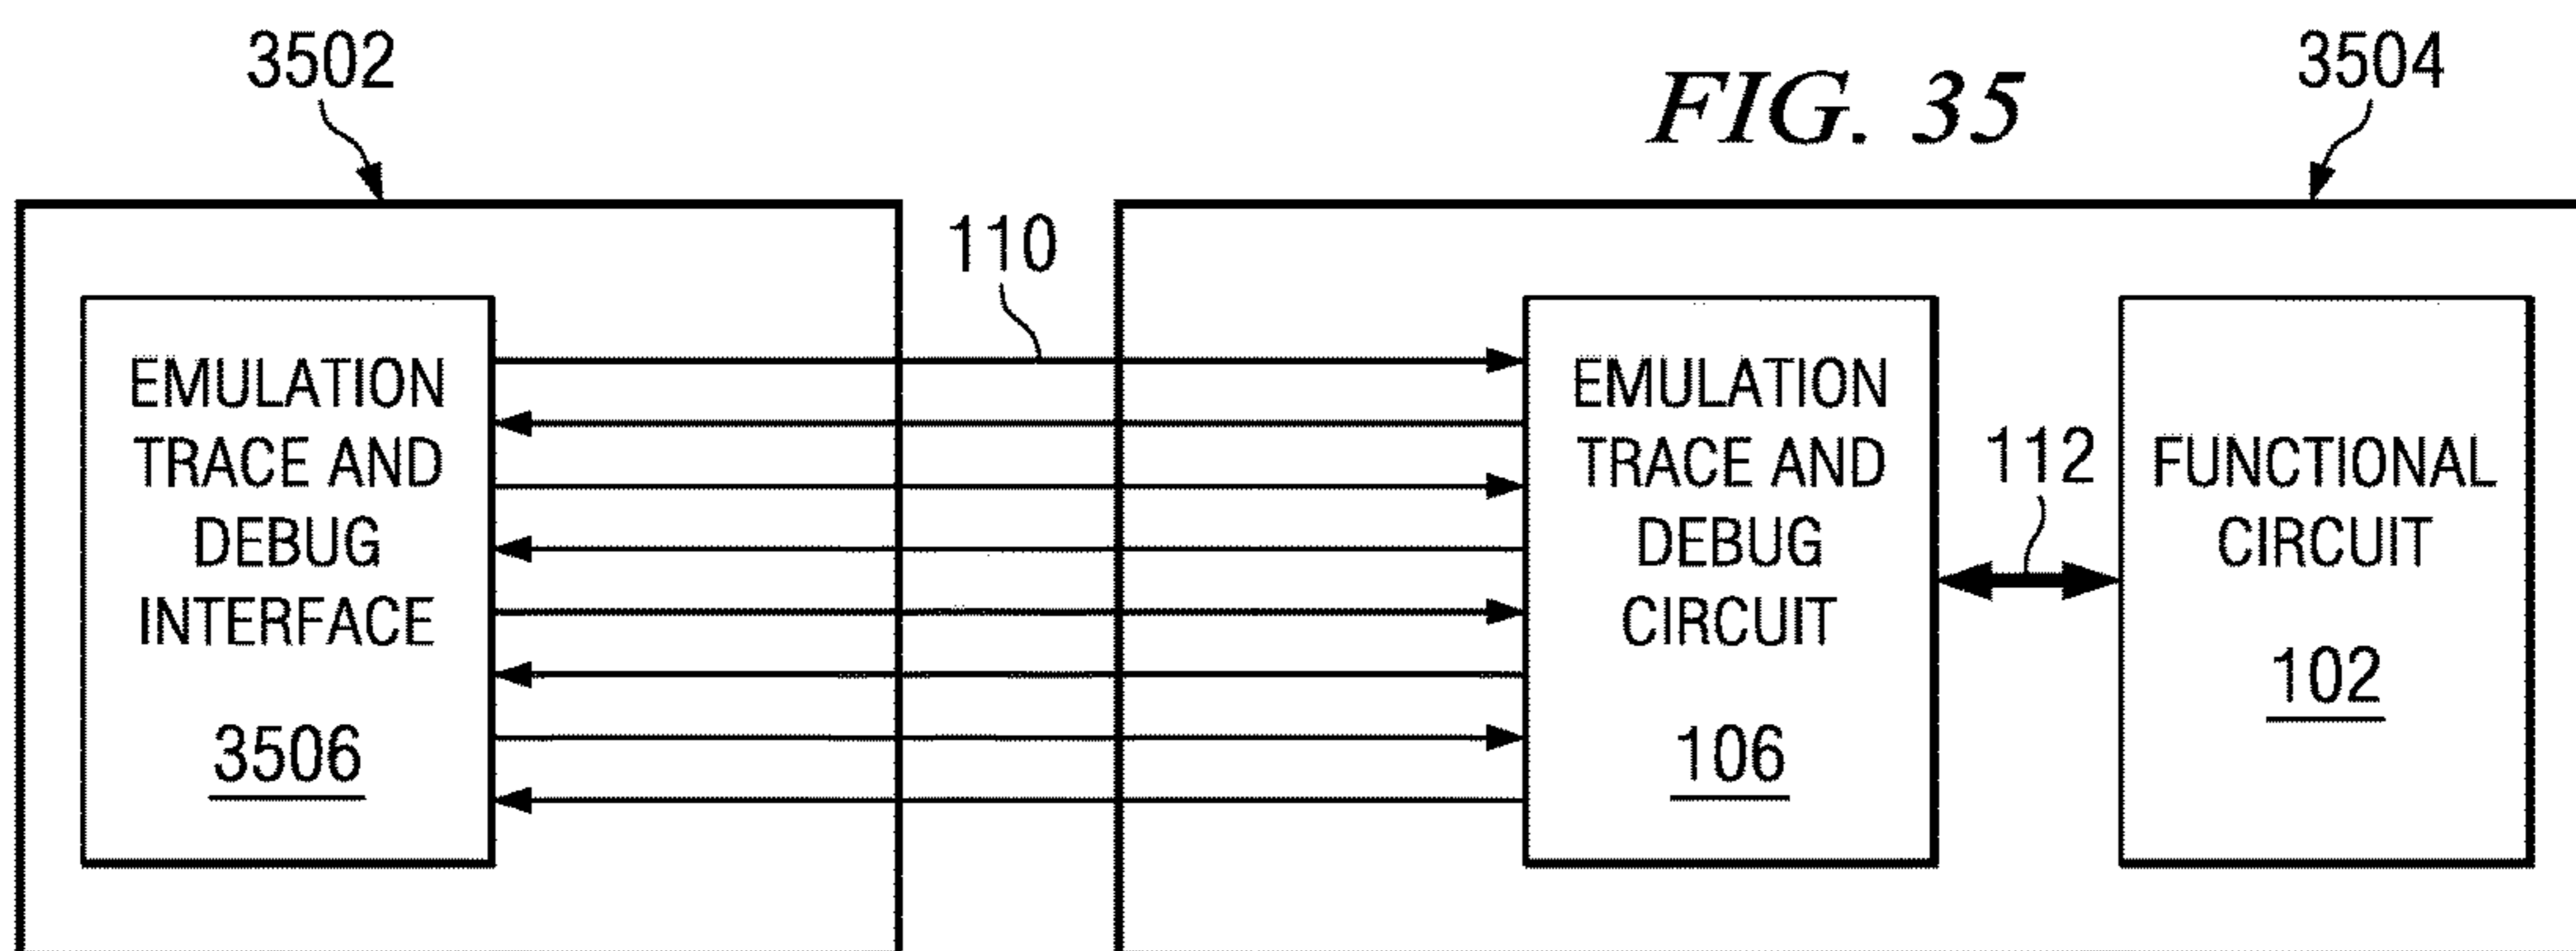 3502
FIG. 35
3504
110
EMULATION
TRACE AND
DEBUG
INTERFACE
3506
EMULATION
TRACE AND
DEBUG
CIRCUIT
106
112
FUNCTIONAL
CIRCUIT
102